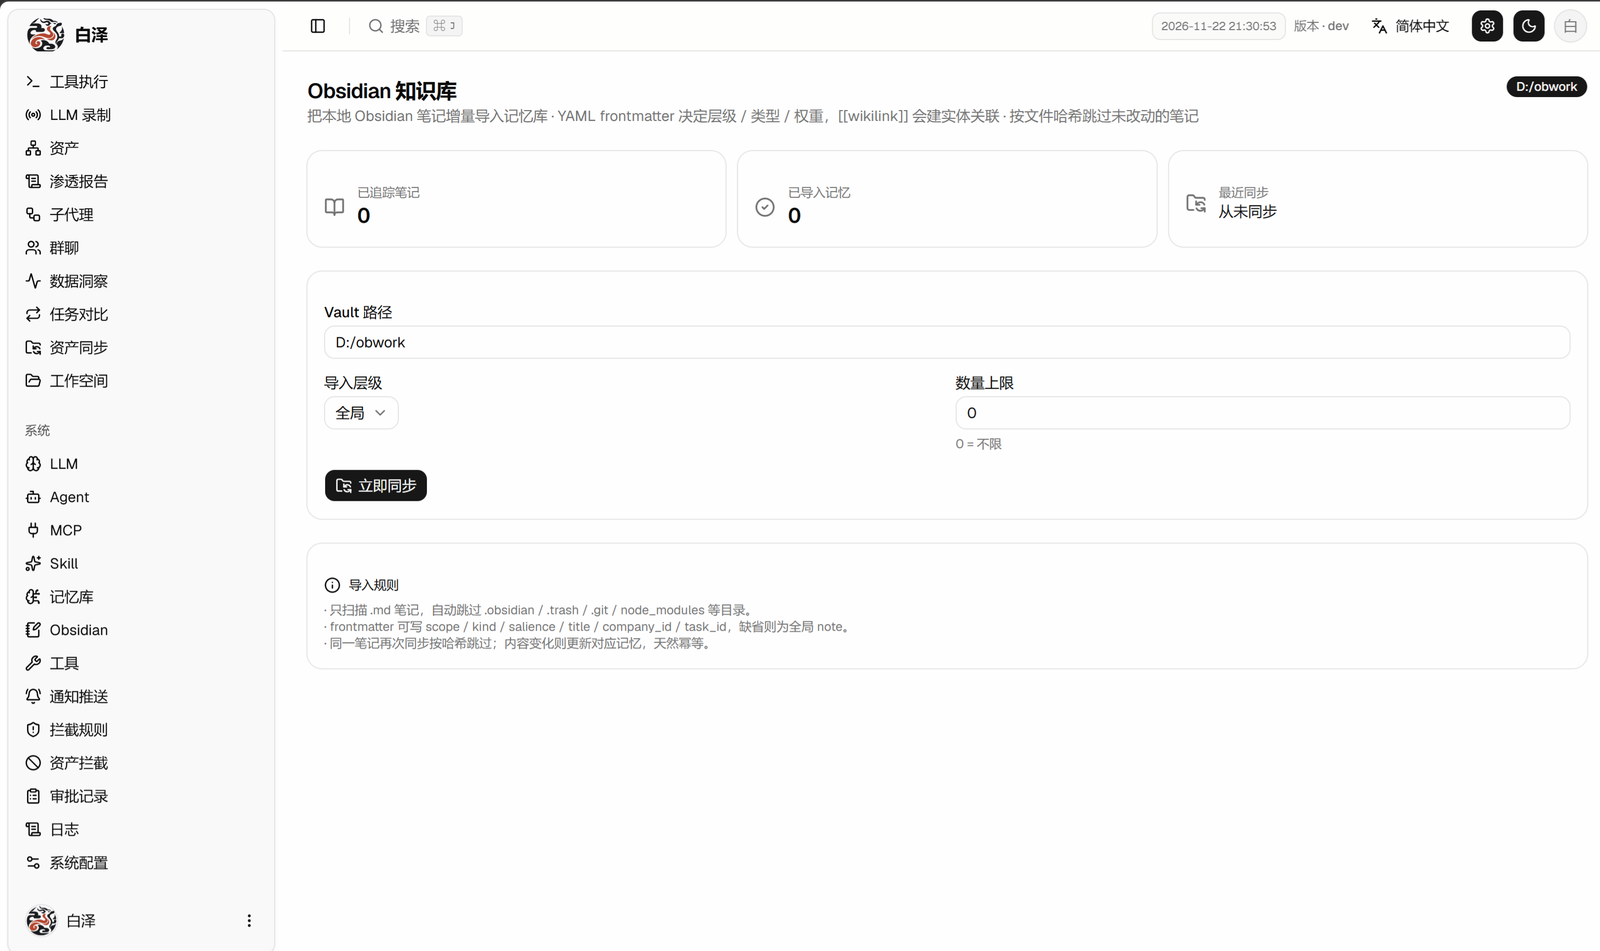 白泽
工具执行
LLM 录制
资产
渗透报告
子代理
群聊
数据洞察
任务对比
资产同步
工作空间
系统
LLM
Agent
MCP
Skill
记忆库
Obsidian
工具
通知推送
拦截规则
资产拦截
审批记录
日志
系统配置
白泽
搜索 ⌘ J
2026-11-22 21:30:53 版本 · dev 简体中文 白
Obsidian 知识库
D:/obwork
把本地 Obsidian 笔记增量导入记忆库 · YAML frontmatter 决定层级 / 类型 / 权重，[[wikilink]] 会建实体关联 · 按文件哈希跳过未改动的笔记
已追踪笔记
0
已导入记忆
0
最近同步
从未同步
Vault 路径
D:/obwork
导入层级
全局
数量上限
0
0 = 不限
立即同步
导入规则
· 只扫描 .md 笔记，自动跳过 .obsidian / .trash / .git / node_modules 等目录。
· frontmatter 可写 scope / kind / salience / title / company_id / task_id，缺省则为全局 note。
· 同一笔记再次同步按哈希跳过；内容变化则更新对应记忆，天然幂等。